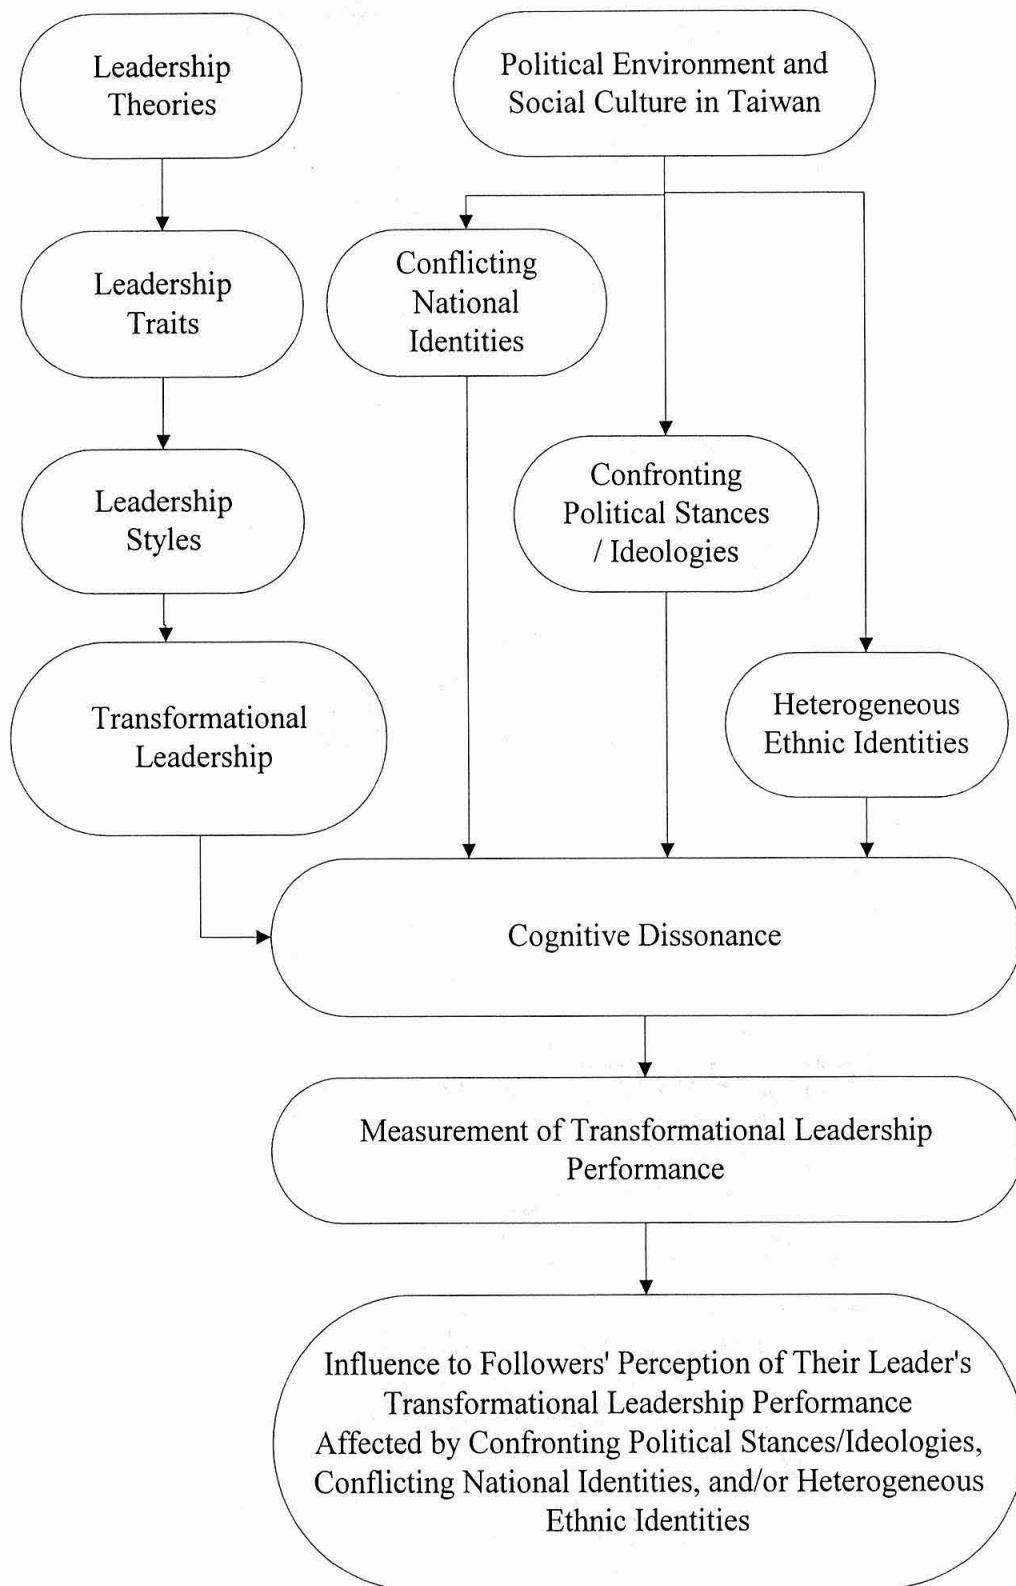 Leadership
Theories
Political Environment and
Social Culture in Taiwan
Leadership
Traits
Conflicting
National
Identities
Leadership
Styles
Confronting
Political Stances
/ Ideologies
Transformational
Leadership
Heterogeneous
Ethnic Identities
Cognitive Dissonance
Measurement of Transformational Leadership
Performance
Influence to Followers' Perception of Their Leader's
Transformational Leadership Performance
Affected by Confronting Political Stances/Ideologies,
Conflicting National Identities, and/or Heterogeneous
Ethnic Identities